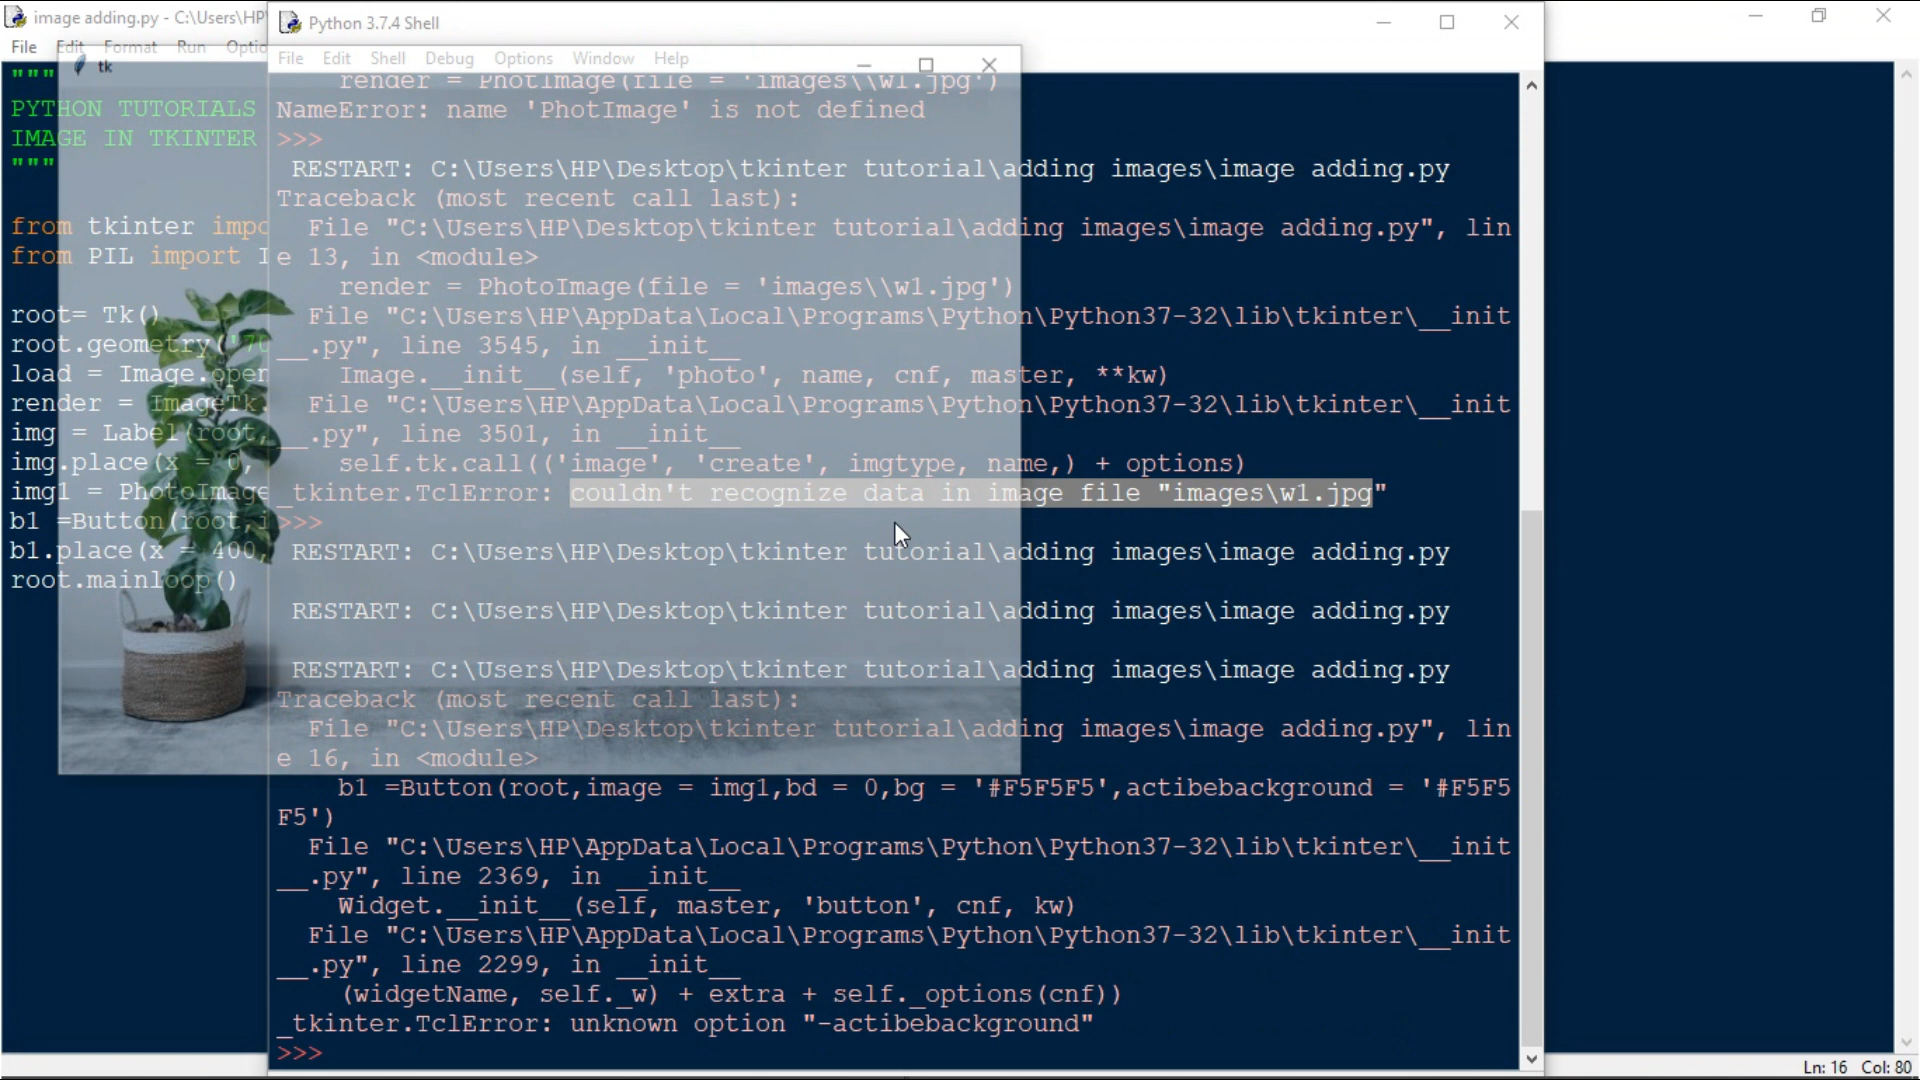 image adding.py - C:\Users\HP\
File Edit Format Run Optio
"""
PYTHON TUTORIALS
IMAGE IN TKINTER
"""
from tkinter impo
from PIL import I
root= Tk()
root.geometry('70
load = Image.open
render = ImageTk.
img = Label(root,
img.place(x = 0,
img1 = PhotoImage
b1 =Button(root,i
b1.place(x = 400,
root.mainloop()
tk
Python 3.7.4 Shell
File Edit Shell Debug Options Window Help
render = PhotImage(file = 'images\\w1.jpg')
NameError: name 'PhotImage' is not defined
>>>
RESTART: C:\Users\HP\Desktop\tkinter tutorial\adding images\image adding.py
Traceback (most recent call last):
File "C:\Users\HP\Desktop\tkinter tutorial\adding images\image adding.py", lin
e 13, in <module>
render = PhotoImage(file = 'images\\w1.jpg')
File "C:\Users\HP\AppData\Local\Programs\Python\Python37-32\lib\tkinter\__init
__.py", line 3545, in __init__
Image.__init__(self, 'photo', name, cnf, master, **kw)
File "C:\Users\HP\AppData\Local\Programs\Python\Python37-32\lib\tkinter\__init
__.py", line 3501, in __init__
self.tk.call(('image', 'create', imgtype, name,) + options)
_tkinter.TclError: couldn't recognize data in image file "images\w1.jpg"
>>>
RESTART: C:\Users\HP\Desktop\tkinter tutorial\adding images\image adding.py
RESTART: C:\Users\HP\Desktop\tkinter tutorial\adding images\image adding.py
RESTART: C:\Users\HP\Desktop\tkinter tutorial\adding images\image adding.py
Traceback (most recent call last):
File "C:\Users\HP\Desktop\tkinter tutorial\adding images\image adding.py", lin
e 16, in <module>
b1 =Button(root,image = img1,bd = 0,bg = '#F5F5F5',actibebackground = '#F5F5
F5')
File "C:\Users\HP\AppData\Local\Programs\Python\Python37-32\lib\tkinter\__init
__.py", line 2369, in __init__
Widget.__init__(self, master, 'button', cnf, kw)
File "C:\Users\HP\AppData\Local\Programs\Python\Python37-32\lib\tkinter\__init
__.py", line 2299, in __init__
(widgetName, self._w) + extra + self._options(cnf))
_tkinter.TclError: unknown option "-actibebackground"
>>>
Ln: 16 Col: 80